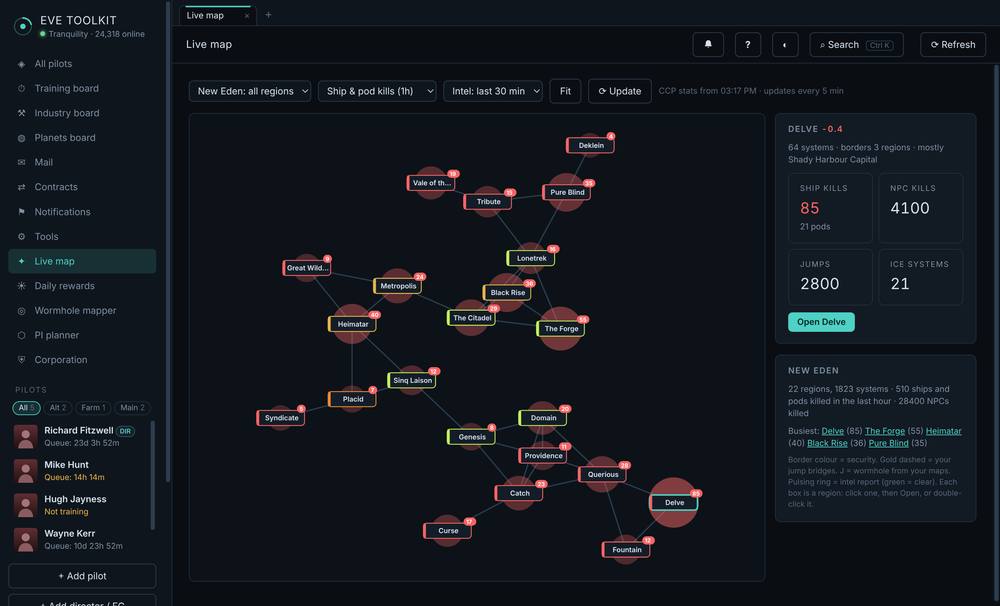 EVE TOOLKIT
Tranquility · 24,318 online
All pilots
Training board
Industry board
Planets board
Mail
Contracts
Notifications
Tools
Live map
Daily rewards
Wormhole mapper
PI planner
Corporation
PILOTS
All 5 Alt 2 Farm 1 Main 2
Richard Fitzwell DIR
Queue: 23d 3h 52m
Mike Hunt
Queue: 14h 14m
Hugh Jayness
Not training
Wayne Kerr
Queue: 10d 23h 52m
+ Add pilot
+ Add director / FC
Live map × +
Live map
? Search Ctrl K Refresh
New Eden: all regions Ship & pod kills (1h) Intel: last 30 min Fit Update CCP stats from 03:17 PM · updates every 5 min
Deklein 4
Vale of th... 19
Tribute 15
Pure Blind 35
Lonetrek 16
Great Wild... 9
Metropolis 24
Black Rise 36
The Citadel 29
The Forge 55
Heimatar 40
Sinq Laison 12
Placid 7
Syndicate 5
Domain 20
Genesis 8
Providence 11
Querious 28
Catch 23
Delve 85
Curse 17
Fountain 12
DELVE -0.4
64 systems · borders 3 regions · mostly
Shady Harbour Capital
SHIP KILLS
85
21 pods
NPC KILLS
4100
JUMPS
2800
ICE SYSTEMS
21
Open Delve
NEW EDEN
22 regions, 1823 systems · 510 ships and
pods killed in the last hour · 28400 NPCs
killed
Busiest: Delve (85) The Forge (55) Heimatar
(40) Black Rise (36) Pure Blind (35)
Border colour = security. Gold dashed = your
jump bridges. J = wormhole from your maps.
Pulsing ring = intel report (green = clear). Each
box is a region: click one, then Open, or double-
click it.